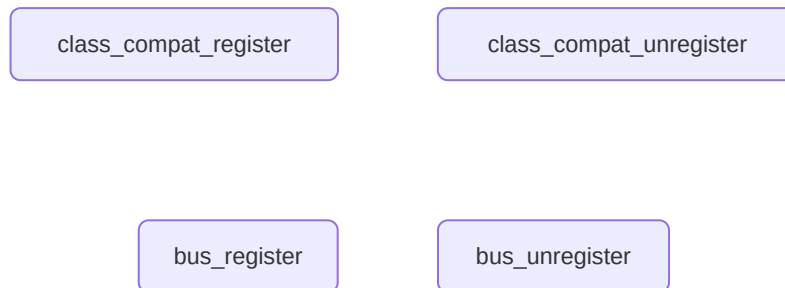 class_compat_register
class_compat_unregister
bus_register
bus_unregister